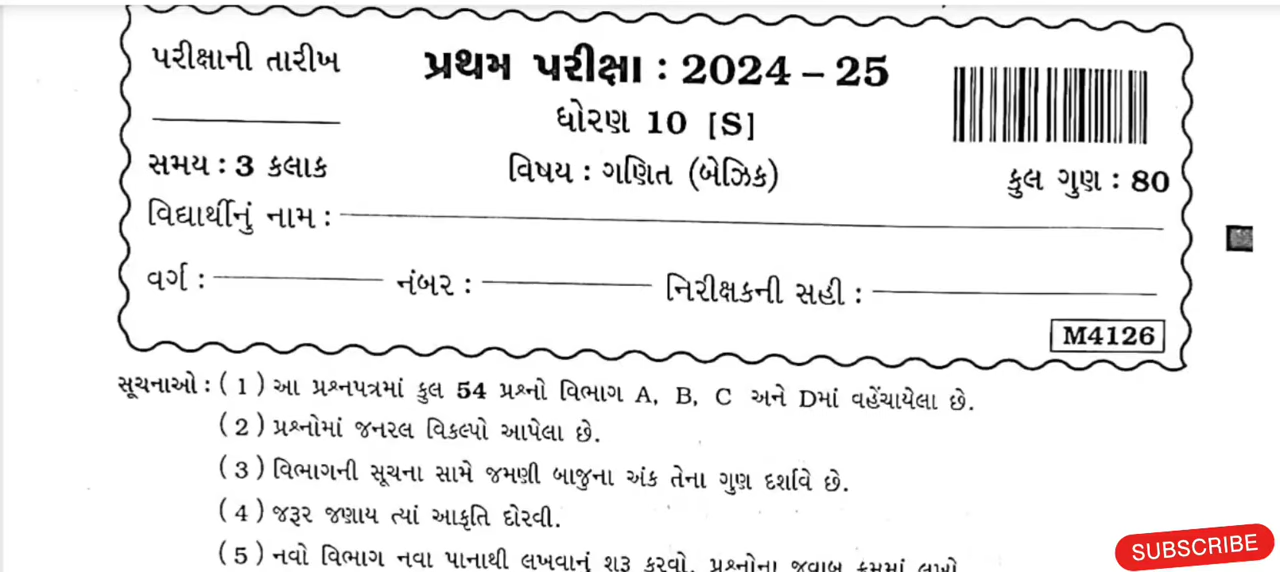 પરીક્ષાની તારીખ
પ્રથમ પરીક્ષા : 2024 – 25
ધોરણ 10 [S]
સમય : 3 કલાક
વિષય : ગણિત (બેઝિક)
કુલ ગુણ : 80
વિદ્યાર્થીનું નામ :
વર્ગ : નંબર : નિરીક્ષકની સહી :
M4126
સૂચનાઓ : ( 1 ) આ પ્રશ્નપત્રમાં કુલ 54 પ્રશ્નો વિભાગ A, B, C અને Dમાં વહેંચાયેલા છે.
( 2 ) પ્રશ્નોમાં જનરલ વિકલ્પો આપેલા છે.
( 3 ) વિભાગની સૂચના સામે જમણી બાજુના અંક તેના ગુણ દર્શાવે છે.
( 4 ) જરૂર જણાય ત્યાં આકૃતિ દોરવી.
( 5 ) નવો વિભાગ નવા પાનાથી લખવાનું શરૂ કરવો. પ્રશ્નોના જવાબ ક્રમમાં લખો.
SUBSCRIBE